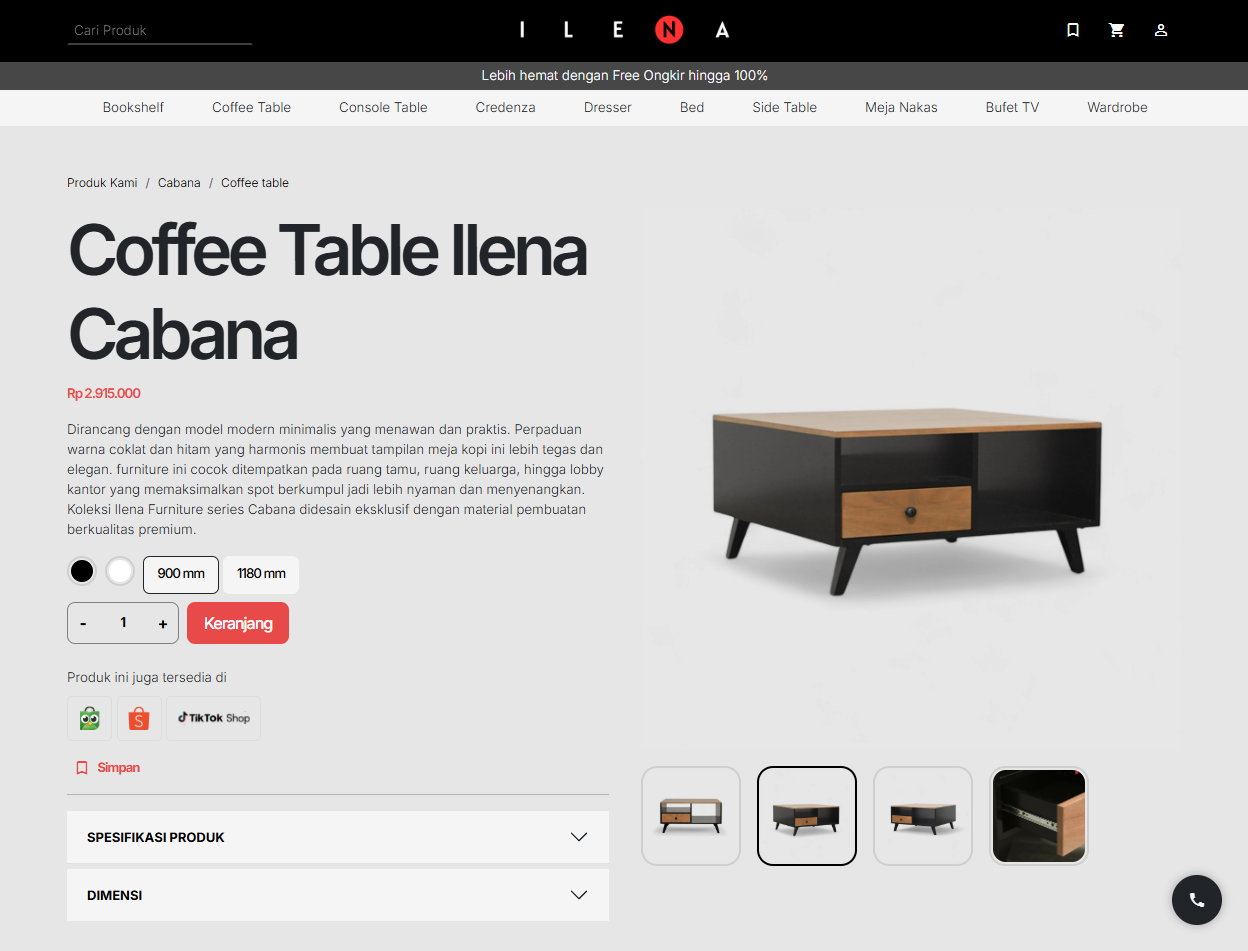 Cari Produk
ILENA
Lebih hemat dengan Free Ongkir hingga 100%
Bookshelf Coffee Table Console Table Credenza Dresser Bed Side Table Meja Nakas Bufet TV Wardrobe
Produk Kami / Cabana / Coffee table
Coffee Table Ilena
Cabana
Rp 2.915.000
Dirancang dengan model modern minimalis yang menawan dan praktis. Perpaduan
warna coklat dan hitam yang harmonis membuat tampilan meja kopi ini lebih tegas dan
elegan. furniture ini cocok ditempatkan pada ruang tamu, ruang keluarga, hingga lobby
kantor yang memaksimalkan spot berkumpul jadi lebih nyaman dan menyenangkan.
Koleksi Ilena Furniture series Cabana didesain eksklusif dengan material pembuatan
berkualitas premium.
900 mm 1180 mm
- 1 + Keranjang
Produk ini juga tersedia di
S TikTok Shop
Simpan
SPESIFIKASI PRODUK
DIMENSI